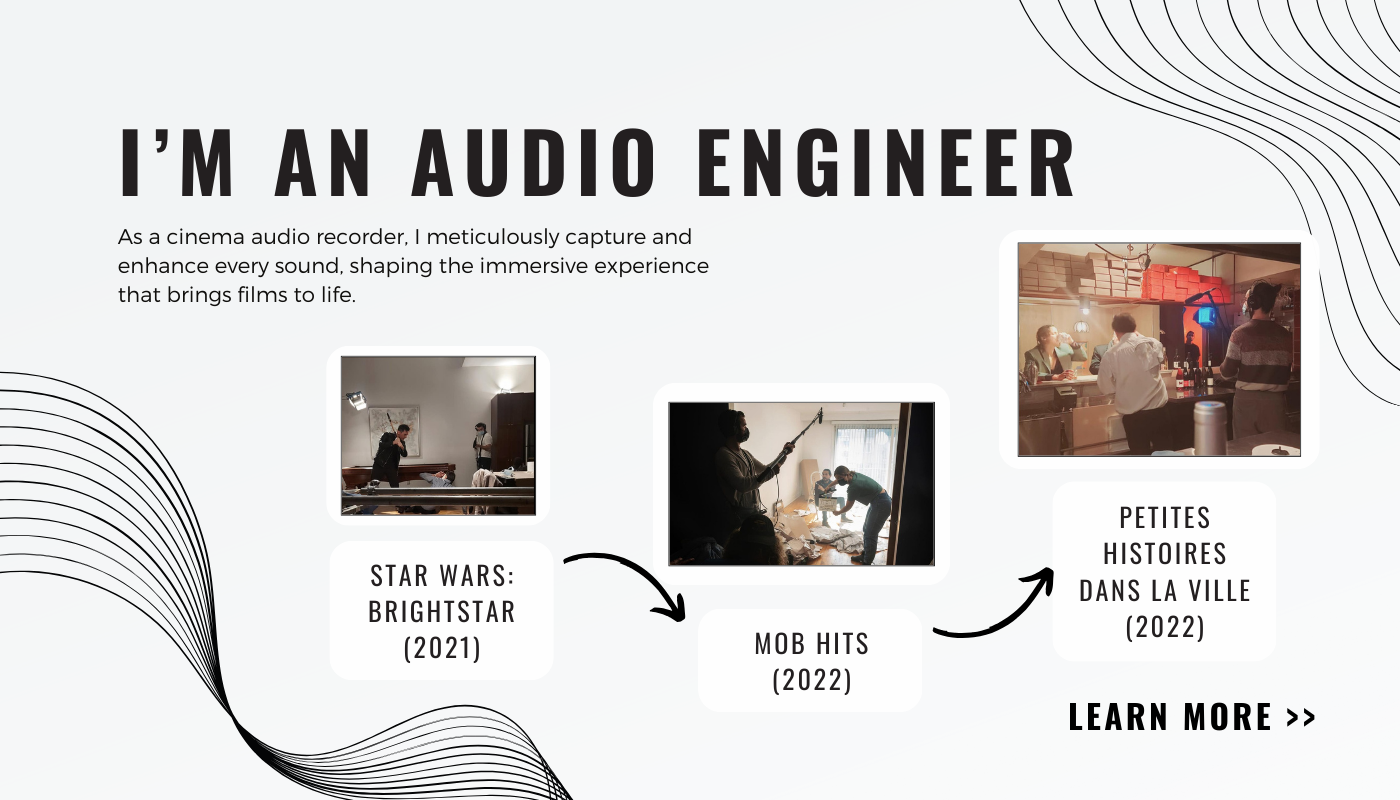 I’M AN AUDIO ENGINEER
As a cinema audio recorder, I meticulously capture and
enhance every sound, shaping the immersive experience
that brings films to life.
STAR WARS:
BRIGHTSTAR
(2021)
MOB HITS
(2022)
PETITES
HISTOIRES
DANS LA VILLE
(2022)
LEARN MORE >>